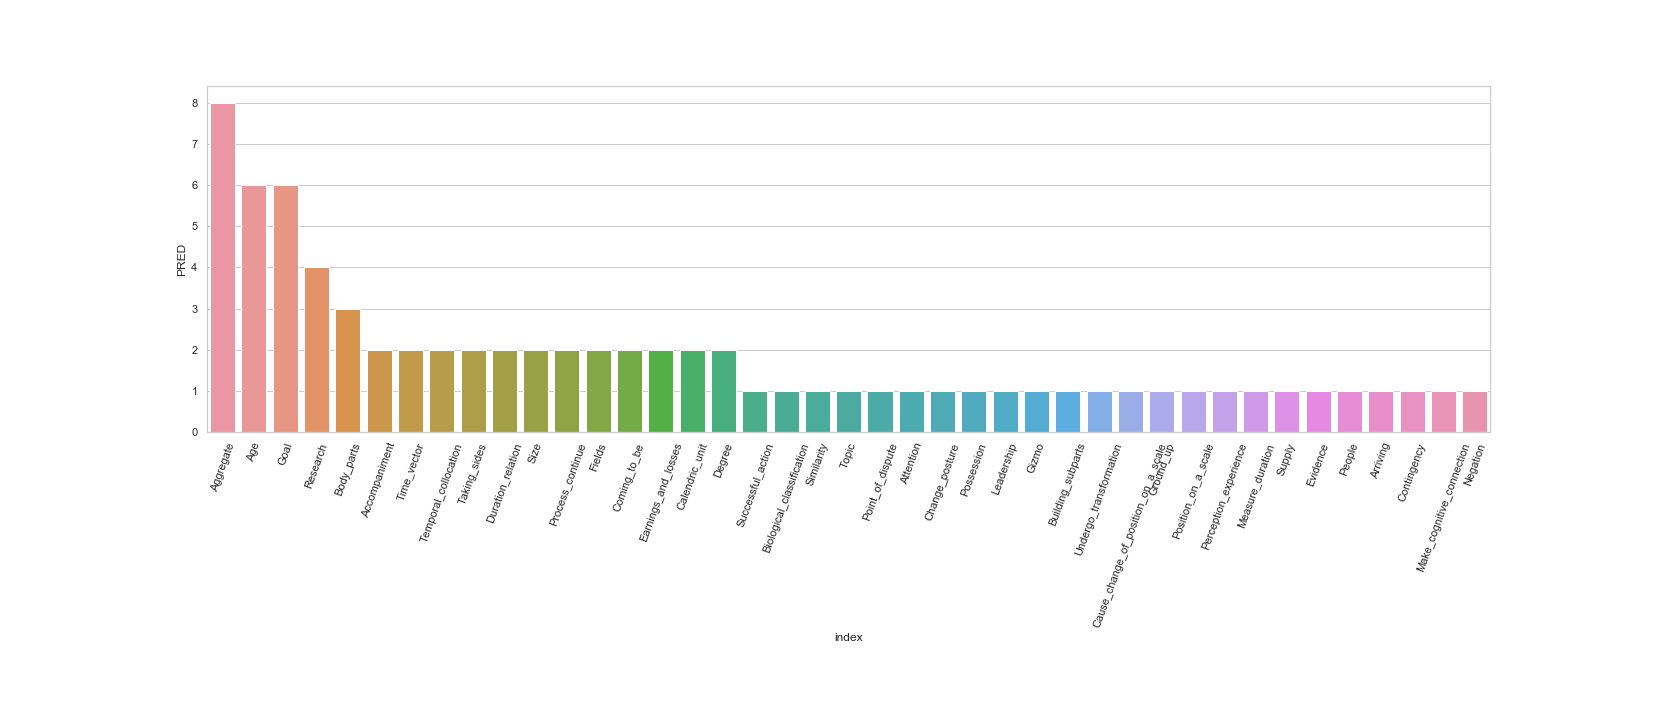 8
7
6
5
4
3
2
1
0
PRED
Aggregate
Age
Goal
Research
Body_parts
Accompaniment
Time_vector
Temporal_collocation
Taking_sides
Duration_relation
Size
Process_continue
Fields
Coming_to_be
Earnings_and_losses
Calendric_unit
Degree
Successful_action
Biological_classification
Similarity
Topic
Point_of_dispute
Attention
Change_posture
Possession
Leadership
Gizmo
Building_subparts
Undergo_transformation
Cause_change_of_position_on_a_scale
Ground_up
Position_on_a_scale
Perception_experience
Measure_duration
Supply
Evidence
People
Arriving
Contingency
Make_cognitive_connection
Negation
index